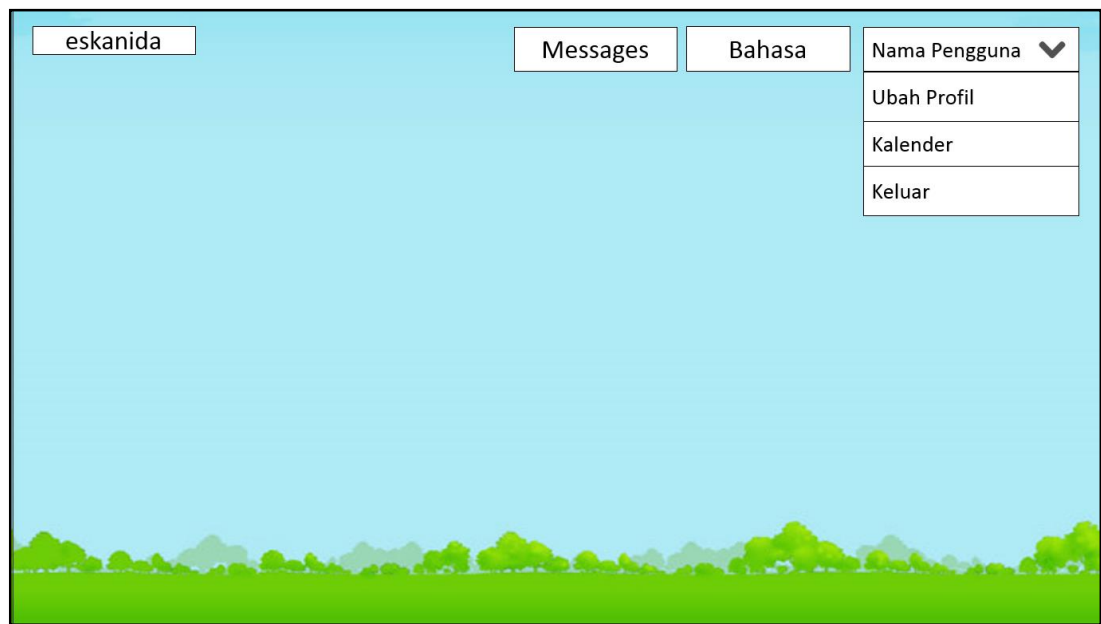 eskanida
Messages
Bahasa
Nama Pengguna
Ubah Profil
Kalender
Keluar